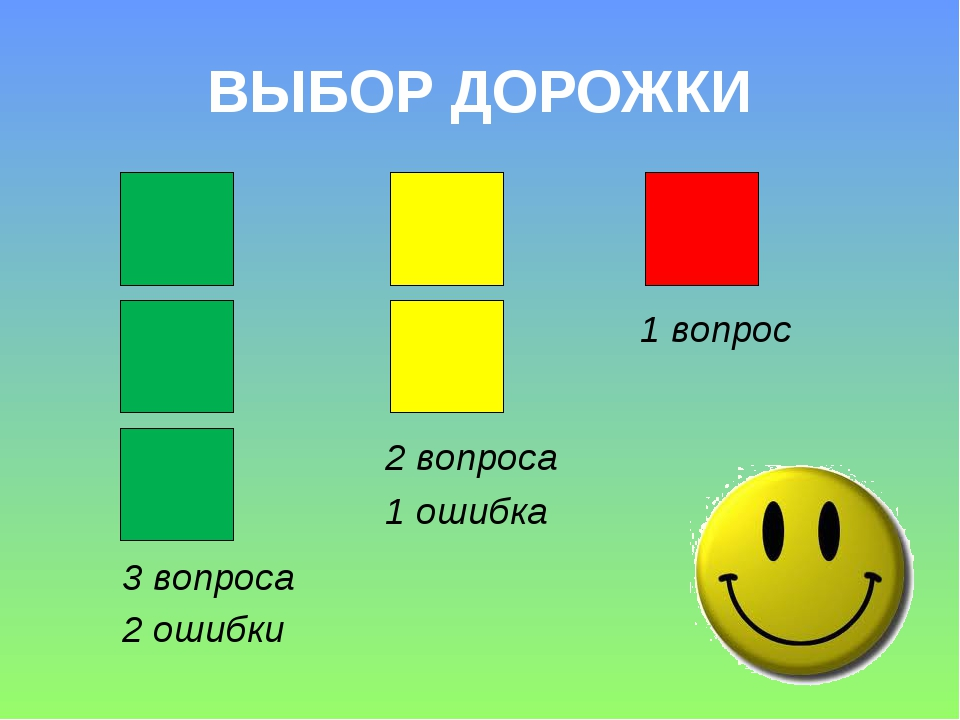 ВЫБОР ДОРОЖКИ
1 вопрос
2 вопроса
1 ошибка
3 вопроса
2 ошибки